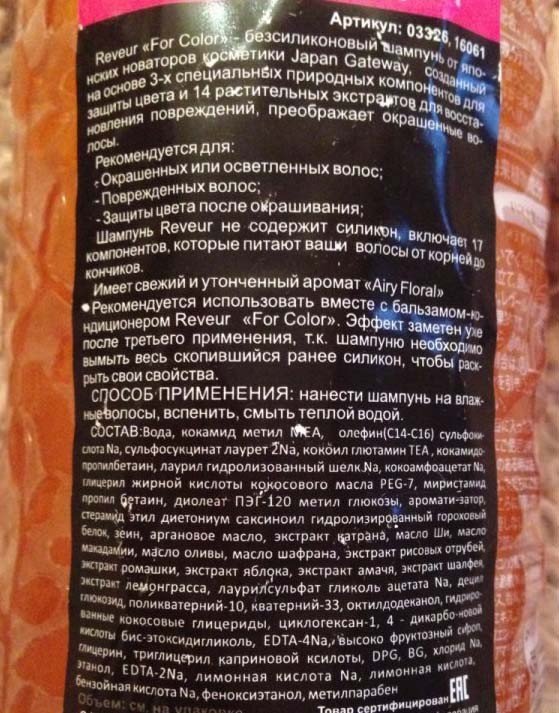 Артикул: 03326,16061
Reveur «For Color» - безсиликоновый шампунь от япо-
нских новаторов косметики Japan Gateway, созданный
на основе 3-х специальных природных компонентов для
защиты цвета и 14 растительных экстрактов для восста-
новления повреждений, преображает окрашенные во-
лосы.
Рекомендуется для:
- Окрашенных или осветленных волос;
- Поврежденных волос;
- Защиты цвета после окрашивания;
Шампунь Reveur не содержит силикон, включает 17
компонентов, которые питают ваши волосы от корней до
кончиков.
Имеет свежий и утонченный аромат «Airy Floral»
•Рекомендуется использовать вместе с бальзамом-ко-
ндиционером Reveur «For Color». Эффект заметен уже
после третьего применения, т.к. шампуню необходимо
вымыть весь скопившийся ранее силикон, чтобы раск-
рыть свои свойства.
СПОСОБ ПРИМЕНЕНИЯ: нанести шампунь на влаж-
ные волосы, вспенить, смыть теплой водой.
СОСТАВ:Вода, кокамид метил MEA, олефин(С14-С16) сульфоки-
слота Na, сульфосукцинат лаурет 2Na, кокоил глютамин TEA, кокамидо-
пропилбетаин, лаурил гидролизованный шелк.Na, кокоамфоацетат Na,
глицерил жирной кислоты кокосового масла PEG-7, миристамид
пропил бетаин, диолеат ПЭГ-120 метил глюкозы, аромати-затор,
стерамид этил диетониум саксиноил гидролизированный гороховый
белок, зеин, аргановое масло, экстракт катрана, масло Ши, масло
макадамии, масло оливы, масло шафрана, экстракт рисовых отрубей,
экстракт ромашки, экстракт яблока, экстракт амачя, экстракт шалфея,
экстракт лемонграсса, лаурилсульфат гликоль ацетата Na, децил
глюкозид, поликватерний-10, кватерний-33, октилдодеканол, гидриро-
ванные кокосовые глицериды, циклогексан-1, 4 - дикарбо-новой
кислоты бис-этоксидигликоль, EDTA-4Na, высоко фруктозный сироп,
глицерин, триглицерил каприновой ксилоты, DPG, BG, хлорид Na,
этанол, EDTA-2Na, лимонная кислота Na, лимонная кислота,
бензойная кислота Na, феноксиэтанол, метилпарабен
Товар сертифицирован EAC
Объем: см. на упаковке